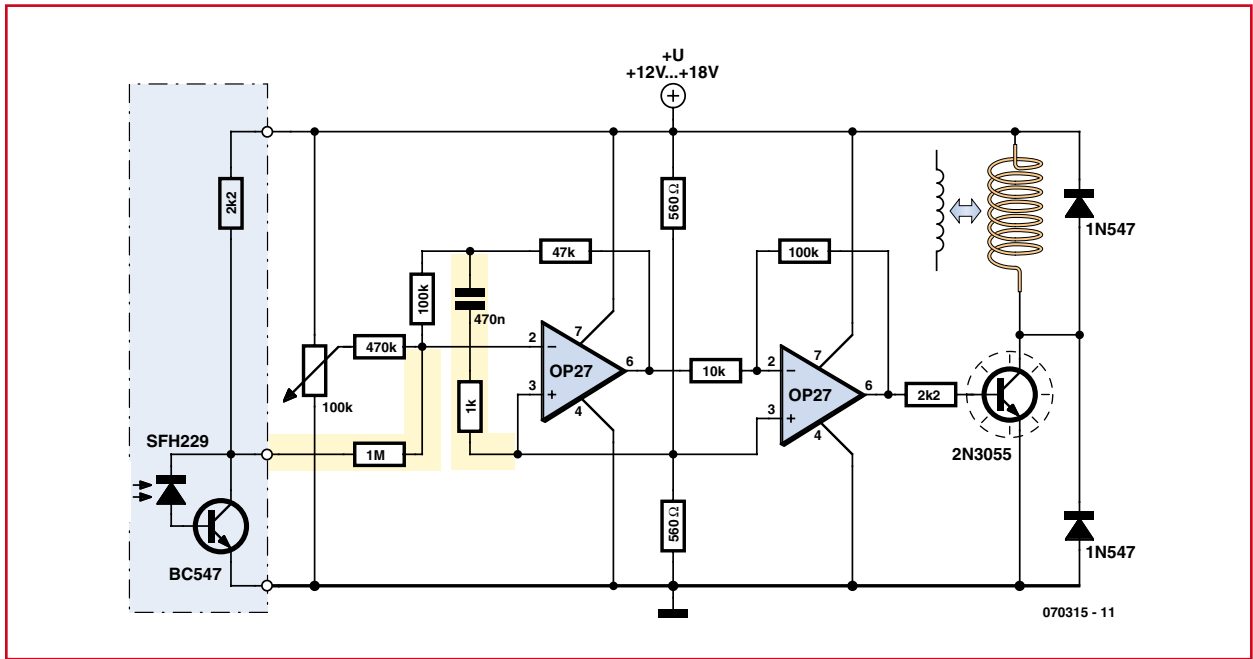 +U
+12V...+18V
2k2
560Ω
1N547
47k
100k
100k
470n
470k
2
7
OP27
6
3
4
10k
2
7
OP27
6
3
4
2k2
100k
1k
SFH229
1M
2N3055
BC547
560Ω
1N547
070315 - 11